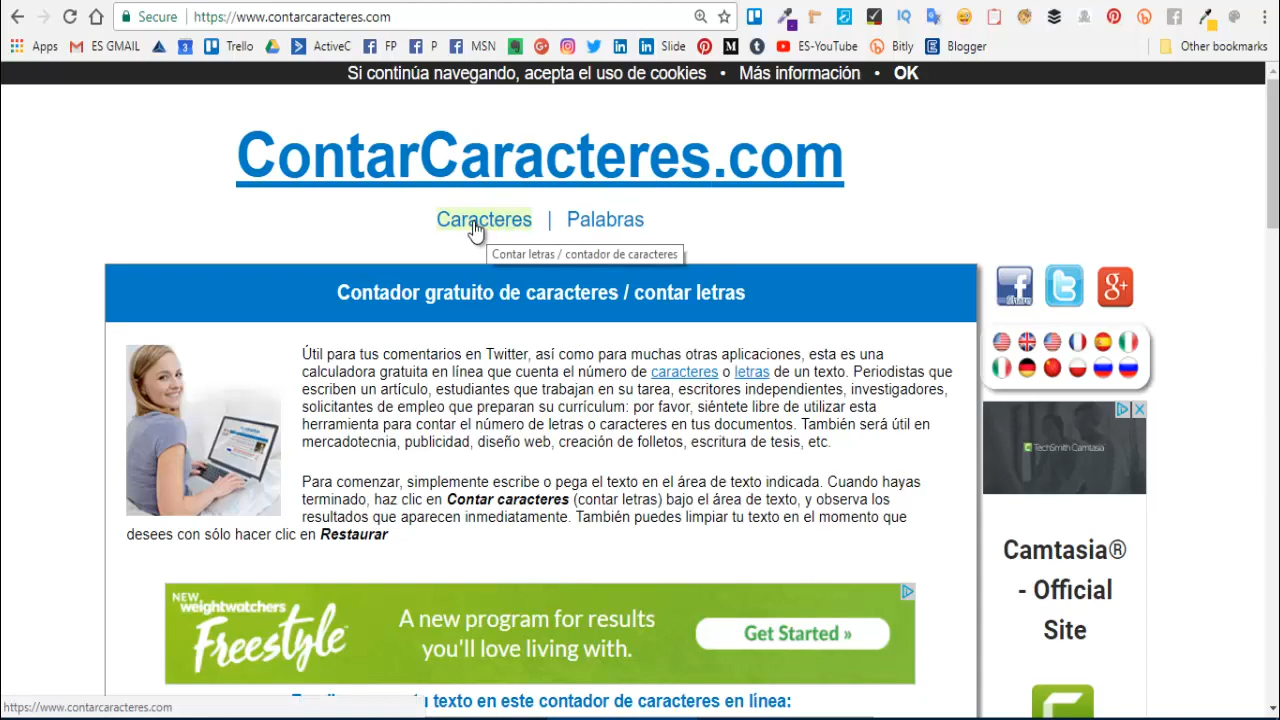 Secure https://www.contarcaracteres.com
Apps ES GMAIL Trello ActiveC FP P MSN Slide ES-YouTube Bitly Blogger Other bookmarks
Si continúa navegando, acepta el uso de cookies • Más información • OK
ContarCaracteres.com
Caracteres | Palabras
Contar letras / contador de caracteres
Contador gratuito de caracteres / contar letras
Útil para tus comentarios en Twitter, así como para muchas otras aplicaciones, esta es una
calculadora gratuita en línea que cuenta el número de caracteres o letras de un texto. Periodistas que
escriben un artículo, estudiantes que trabajan en su tarea, escritores independientes, investigadores,
solicitantes de empleo que preparan su currículum: por favor, siéntete libre de utilizar esta
herramienta para contar el número de letras o caracteres en tus documentos. También será útil en
mercadotecnia, publicidad, diseño web, creación de folletos, escritura de tesis, etc.
Para comenzar, simplemente escribe o pega el texto en el área de texto indicada. Cuando hayas
terminado, haz clic en Contar caracteres (contar letras) bajo el área de texto, y observa los
resultados que aparecen inmediatamente. También puedes limpiar tu texto en el momento que
desees con sólo hacer clic en Restaurar
NEW
weightwatchers
Freestyle™
A new program for results
you'll love living with.
Get Started »
tu texto en este contador de caracteres en línea:
https://www.contarcaracteres.com
Share
g+
TechSmith Camtasia
Camtasia®
- Official
Site